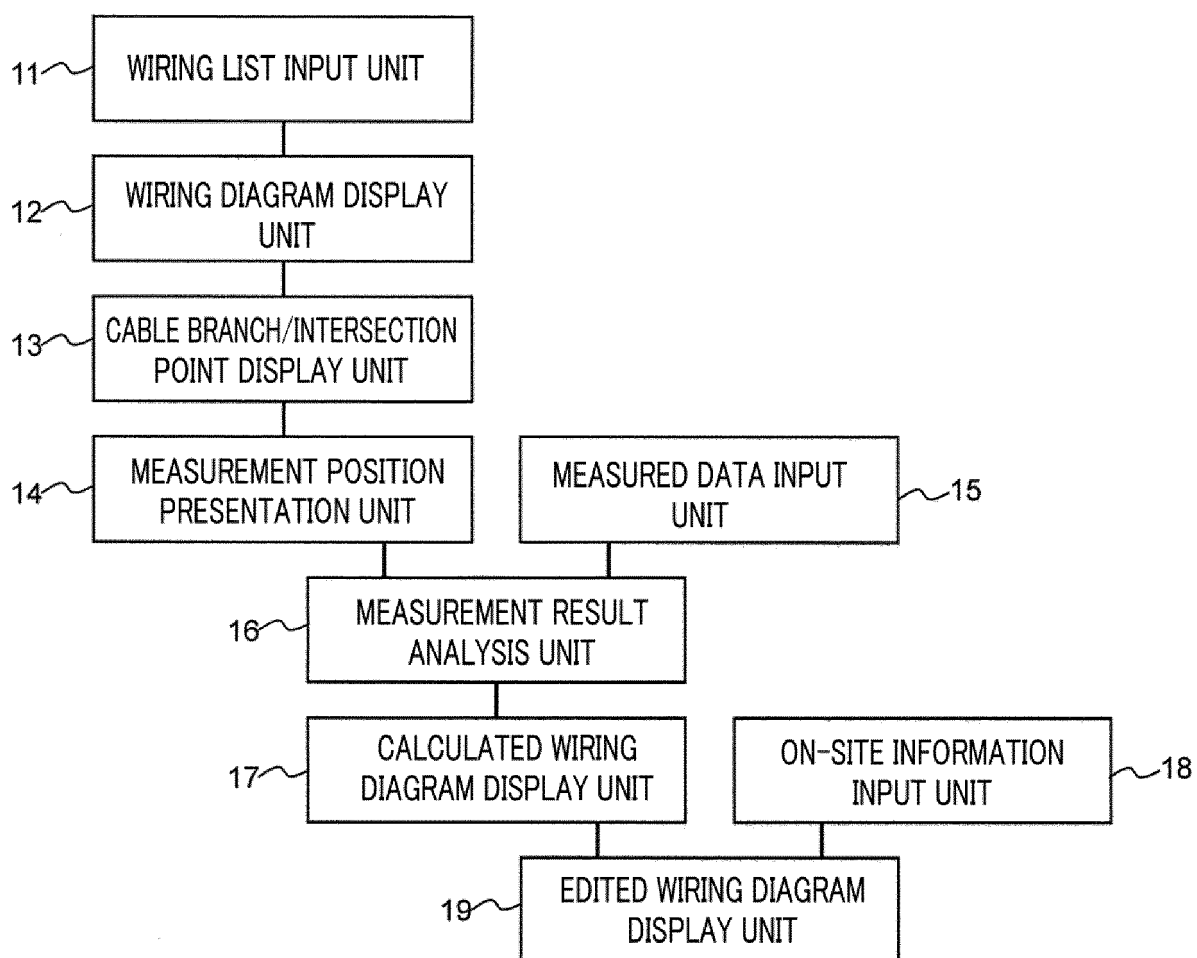 11
WIRING LIST INPUT UNIT
12
WIRING DIAGRAM DISPLAY
UNIT
13
CABLE BRANCH/INTERSECTION
POINT DISPLAY UNIT
14
MEASUREMENT POSITION
PRESENTATION UNIT
MEASURED DATA INPUT
UNIT
15
16
MEASUREMENT RESULT
ANALYSIS UNIT
17
CALCULATED WIRING
DIAGRAM DISPLAY UNIT
ON-SITE INFORMATION
INPUT UNIT
18
19
EDITED WIRING DIAGRAM
DISPLAY UNIT